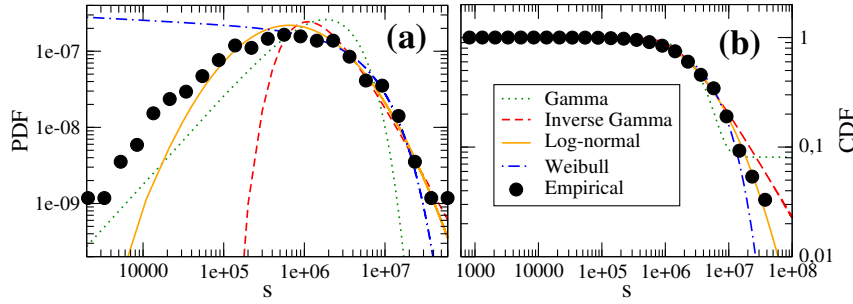 1e-07
1e-08
1e-09
PDF
(a)
10000
1e+05
1e+06
1e+07
s
(b)
Gamma
Inverse Gamma
Log-normal
Weibull
Empirical
1
0,1
0,01
CDF
1000
10000
1e+05
1e+06
1e+07
1e+08
s